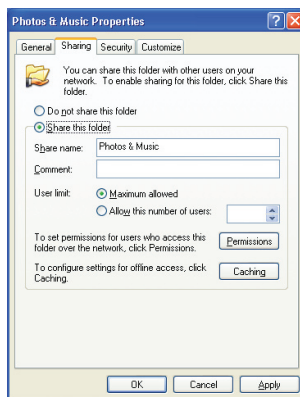 Photos & Music Properties
General Sharing Security Customize
You can share this folder with other users on your
network. To enable sharing for this folder, click Share this
folder.
Do not share this folder
Share this folder
Share name: Photos & Music
Comment:
User limit: Maximum allowed
Allow this number of users:
To set permissions for users who access this
folder over the network, click Permissions.
Permissions
To configure settings for offline access, click
Caching.
Caching
OK Cancel Apply